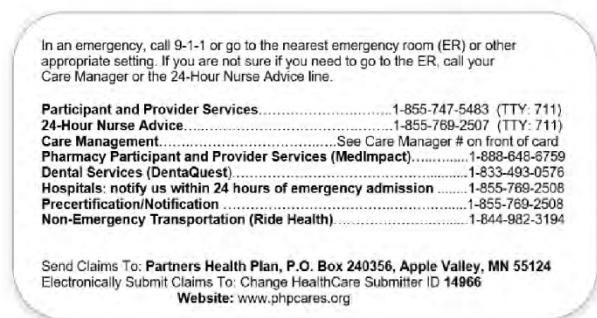 In an emergency, call 9-1-1 or go to the nearest emergency room (ER) or other
appropriate setting. If you are not sure if you need to go to the ER, call your
Care Manager or the 24-Hour Nurse Advice line.
Participant and Provider Services..............................1-855-747-5483 (TTY: 711)
24-Hour Nurse Advice..............................................1-855-769-2507 (TTY: 711)
Care Management.......................................See Care Manager # on front of card
Pharmacy Participant and Provider Services (MedImpact)..............1-888-648-6759
Dental Services (DentaQuest)..................................................1-833-493-0576
Hospitals: notify us within 24 hours of emergency admission .......1-855-769-2508
Precertification/Notification ......................................................1-855-769-2508
Non-Emergency Transportation (Ride Health)..............................1-844-982-3194
Send Claims To: Partners Health Plan, P.O. Box 240356, Apple Valley, MN 55124
Electronically Submit Claims To: Change HealthCare Submitter ID 14966
Website: www.phpcares.org